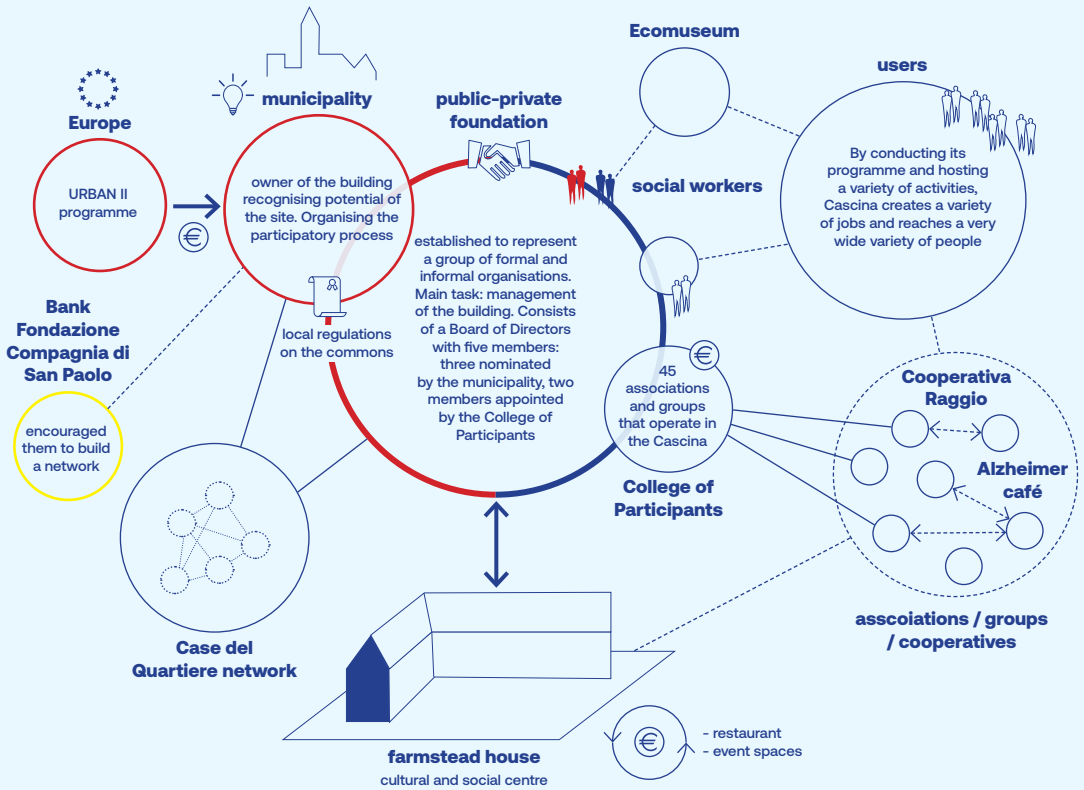 Europe
URBAN II
programme
€
municipality
owner of the building
recognising potential of
the site. Organising the
participatory process
local regulations
on the commons
public-private
foundation
established to represent
a group of formal and
informal organisations.
Main task: management
of the building. Consists
of a Board of Directors
with five members:
three nominated
by the municipality, two
members appointed
by the College of
Participants
Ecomuseum
social workers
users
By conducting its
programme and hosting
a variety of activities,
Cascina creates a variety
of jobs and reaches a very
wide variety of people
Bank
Fondazione
Compagnia di
San Paolo
encouraged
them to build
a network
€
45
associations
and groups
that operate in
the Cascina
College of
Participants
Cooperativa
Raggio
Alzheimer
café
asscoiations / groups
/ cooperatives
Case del
Quartiere network
farmstead house
cultural and social centre
€
- restaurant
- event spaces